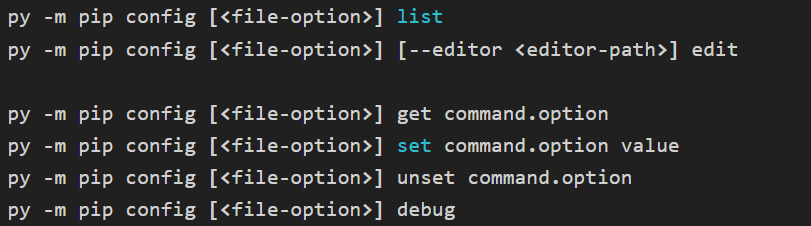 py -m pip config [<file-option>] list
py -m pip config [<file-option>] [--editor <editor-path>] edit
py -m pip config [<file-option>] get command.option
py -m pip config [<file-option>] set command.option value
py -m pip config [<file-option>] unset command.option
py -m pip config [<file-option>] debug